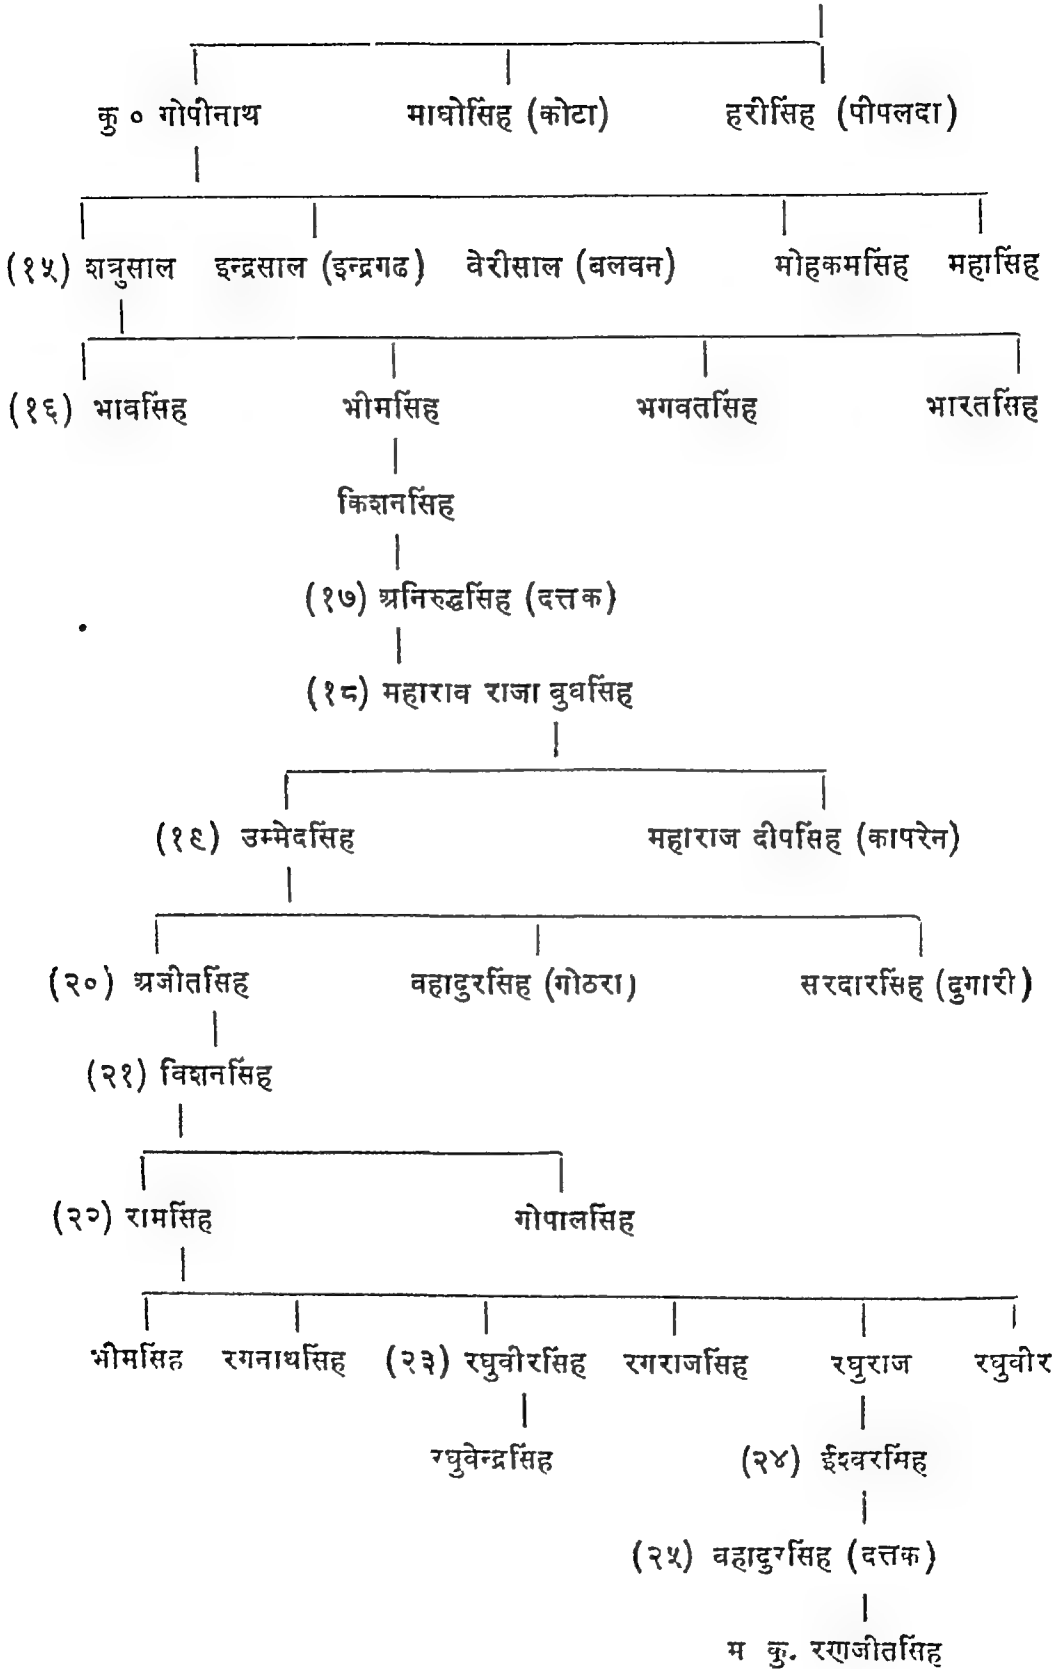 कु० गोपीनाथ माधोसिंह (कोटा) हरीसिंह (पीपलदा)
(१५) शत्रुसाल इन्द्रसाल (इन्द्रगढ) वेरीसाल (बलवन) मोहकमसिंह महासिंह
(१६) भावसिंह भीमसिंह भगवतसिंह भारतसिंह
किशनसिंह
(१७) अनिरुद्धसिंह (दत्तक)
(१८) महाराव राजा वुधसिंह
(१९) उम्मेदसिंह महाराज दीपसिंह (कापरेन)
(२०) अजीतसिंह वहादुरसिंह (गोठरा) सरदारसिंह (दुगारी)
(२१) विशनसिंह
(२२) रामसिंह गोपालसिंह
भीमसिंह रगनाथसिंह (२३) रघुवीरसिंह रगराजसिंह रघुराज रघुवीर
रघुवेन्द्रसिंह (२४) ईश्वरसिंह
(२५) वहादुरसिंह (दत्तक)
म कु. रणजीतसिंह